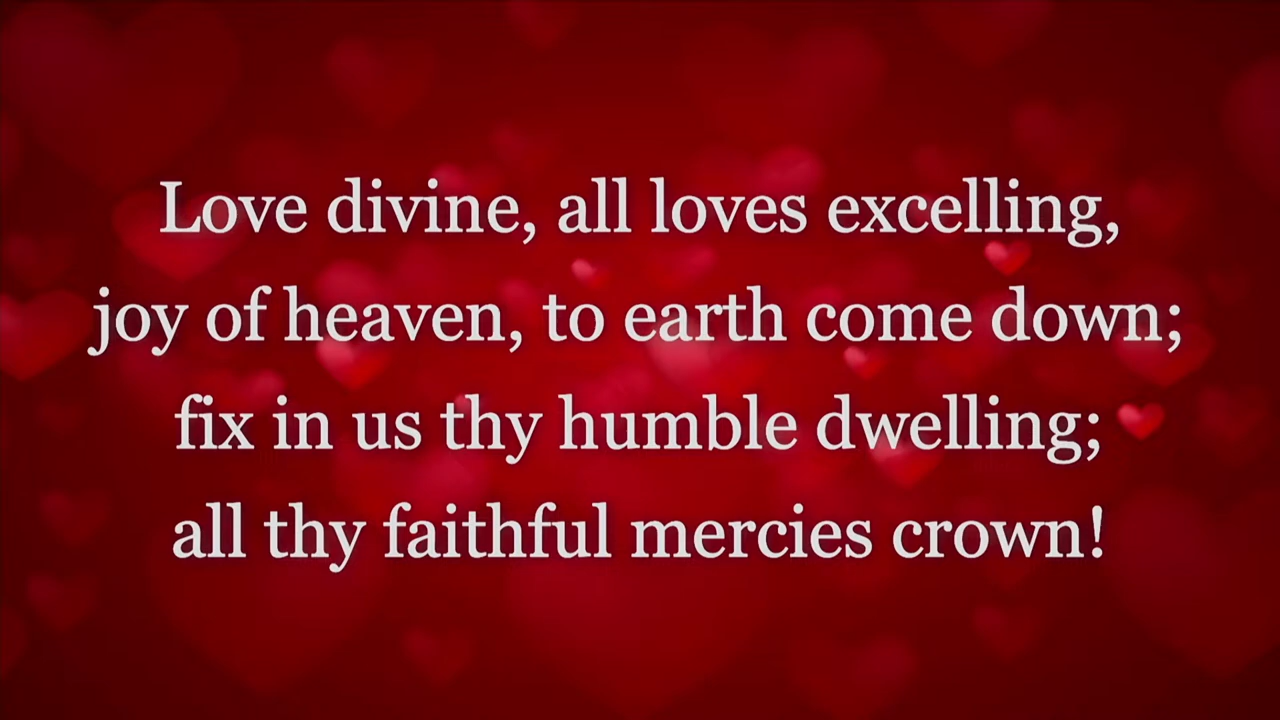 Love divine, all loves excelling,
joy of heaven, to earth come down;
fix in us thy humble dwelling;
all thy faithful mercies crown!